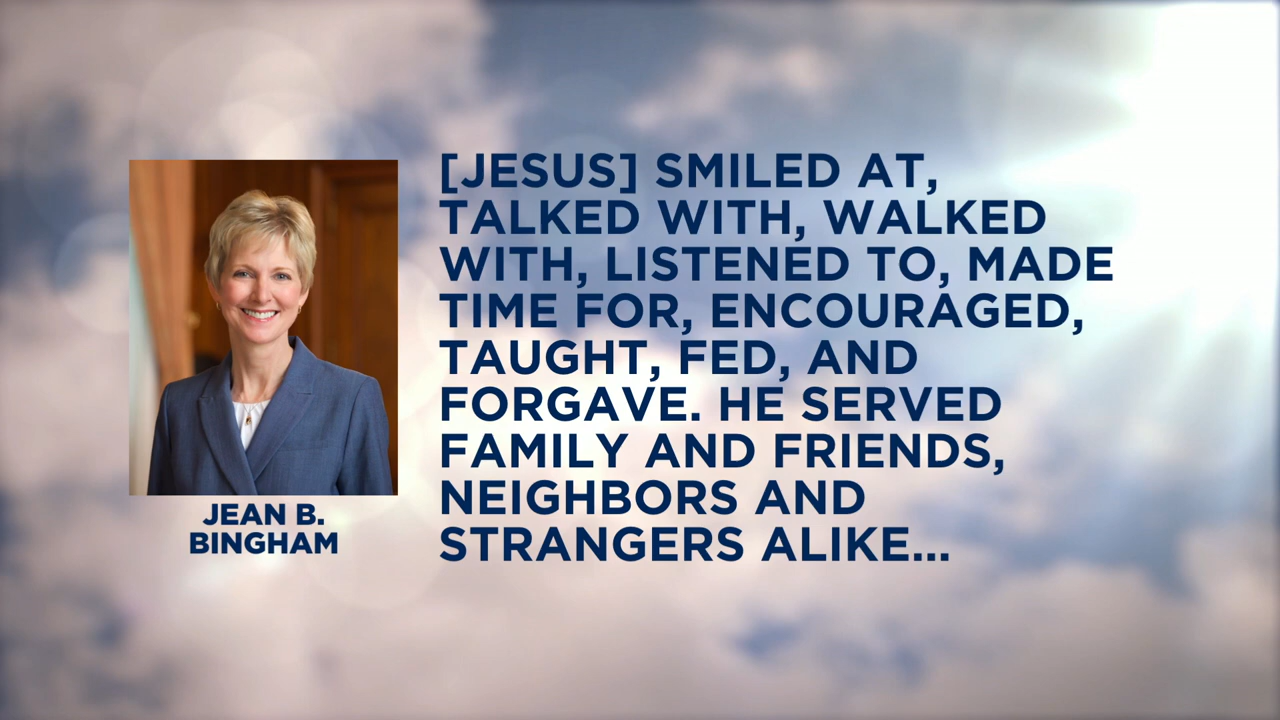 [JESUS] SMILED AT,
TALKED WITH, WALKED
WITH, LISTENED TO, MADE
TIME FOR, ENCOURAGED,
TAUGHT, FED, AND
FORGAVE. HE SERVED
FAMILY AND FRIENDS,
NEIGHBORS AND
STRANGERS ALIKE...
JEAN B.
BINGHAM